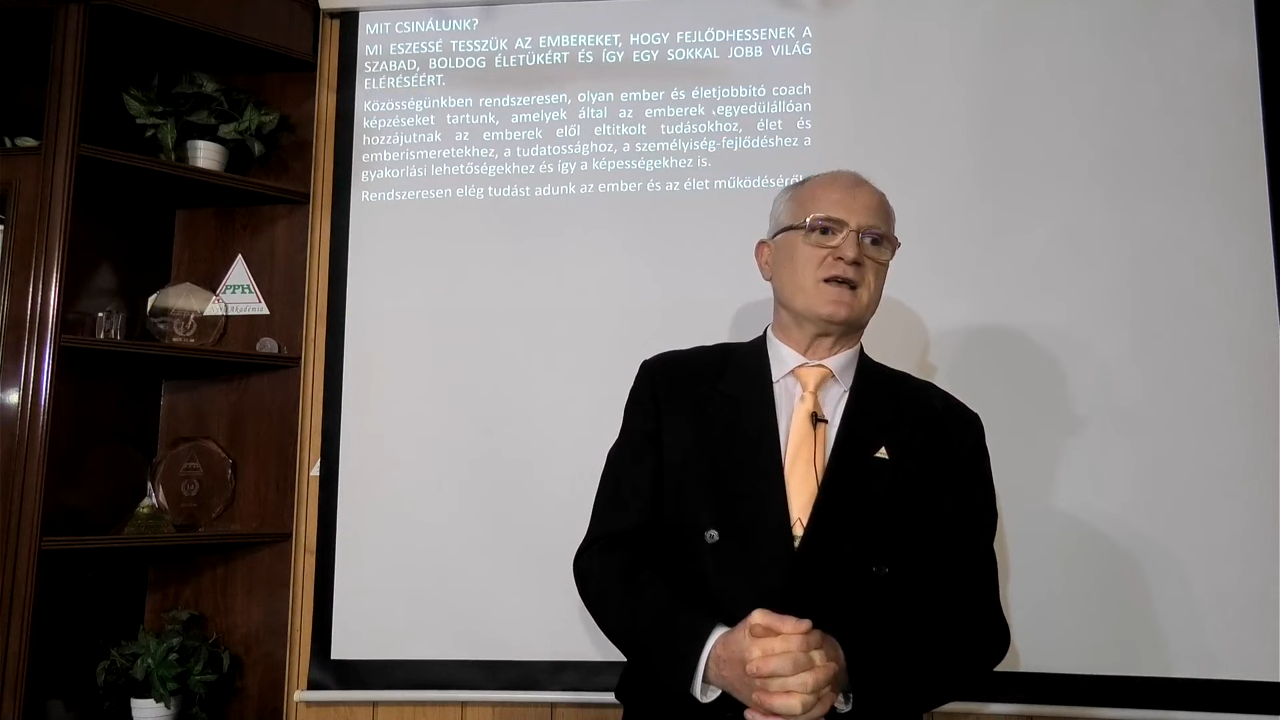 MIT CSINÁLUNK?
MI ESZESSÉ TESSZÜK AZ EMBEREKET, HOGY FEJLŐDHESSENEK A
SZABAD, BOLDOG ÉLETÜKÉRT ÉS ÍGY EGY SOKKAL JOBB VILÁG
ELÉRÉSÉÉRT.
Közösségünkben rendszeresen, olyan ember és életjobbító coach
képzéseket tartunk, amelyek által az emberek egyedülállóan
hozzájutnak az emberek elől eltitkolt tudásokhoz, élet és
emberismeretekhez, a tudatossághoz, a személyiség-fejlődéshez a
gyakorlási lehetőségekhez és így a képességekhez is.
Rendszeresen elég tudást adunk az ember és az élet működéséről
PPH
Akadémia